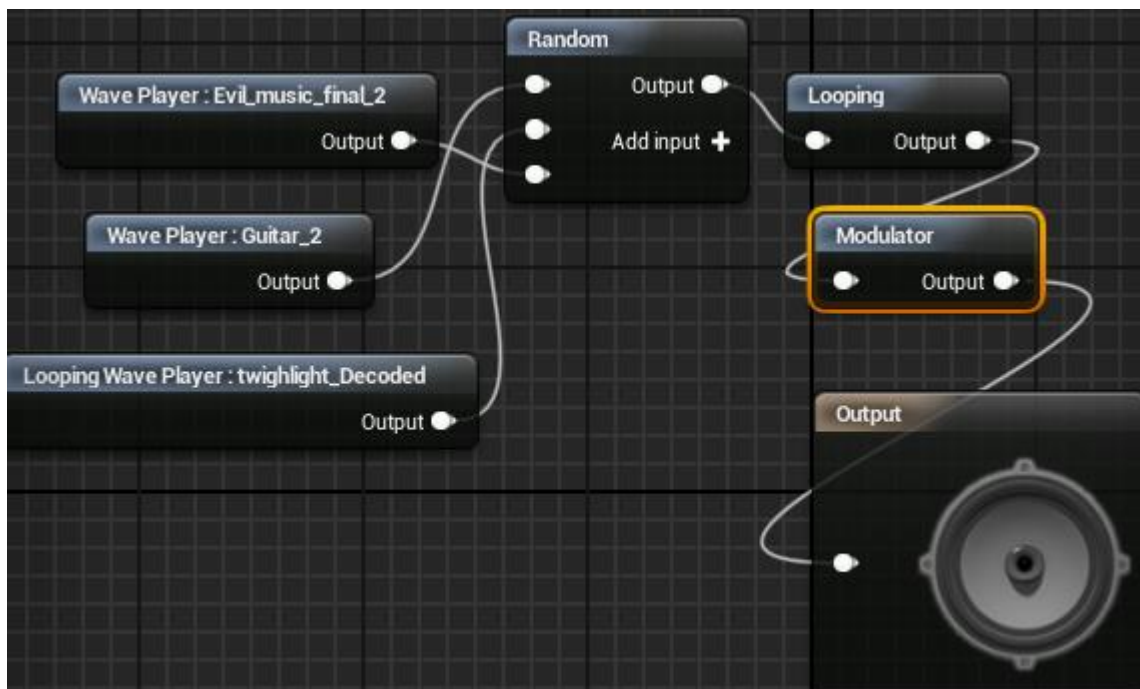 Random
Output
Add input
Wave Player : Evil_music_final_2
Output
Looping
Output
Wave Player : Guitar_2
Output
Modulator
Output
Looping Wave Player : twighlight_Decoded
Output
Output